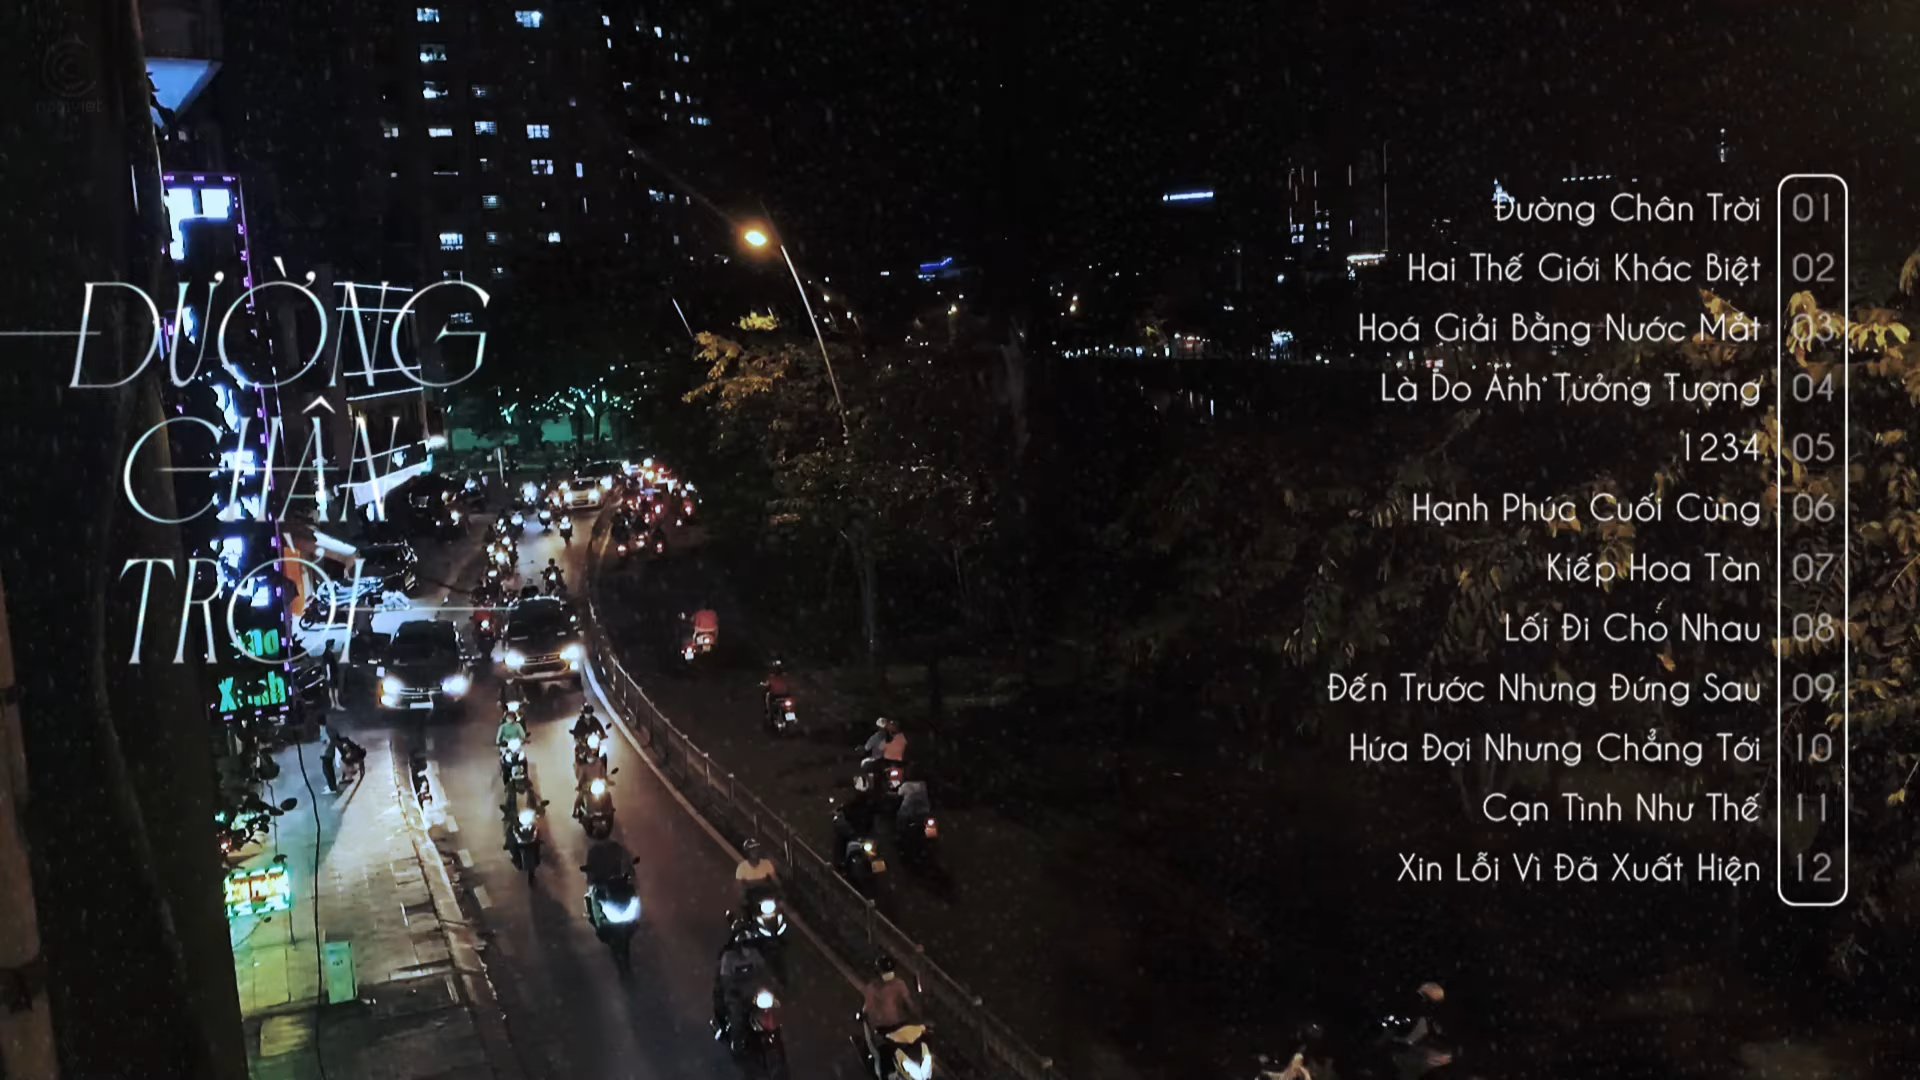 namviet
ĐƯỜNG
CHÂN
TRỜI
Đường Chân Trời 01
Hai Thế Giới Khác Biệt 02
Hoá Giải Bằng Nước Mắt 03
Là Do Anh Tưởng Tượng 04
1234 05
Hạnh Phúc Cuối Cùng 06
Kiếp Hoa Tàn 07
Lối Đi Cho Nhau 08
Đến Trước Nhưng Đứng Sau 09
Hứa Đợi Nhưng Chẳng Tới 10
Cạn Tình Như Thế 11
Xin Lỗi Vì Đã Xuất Hiện 12